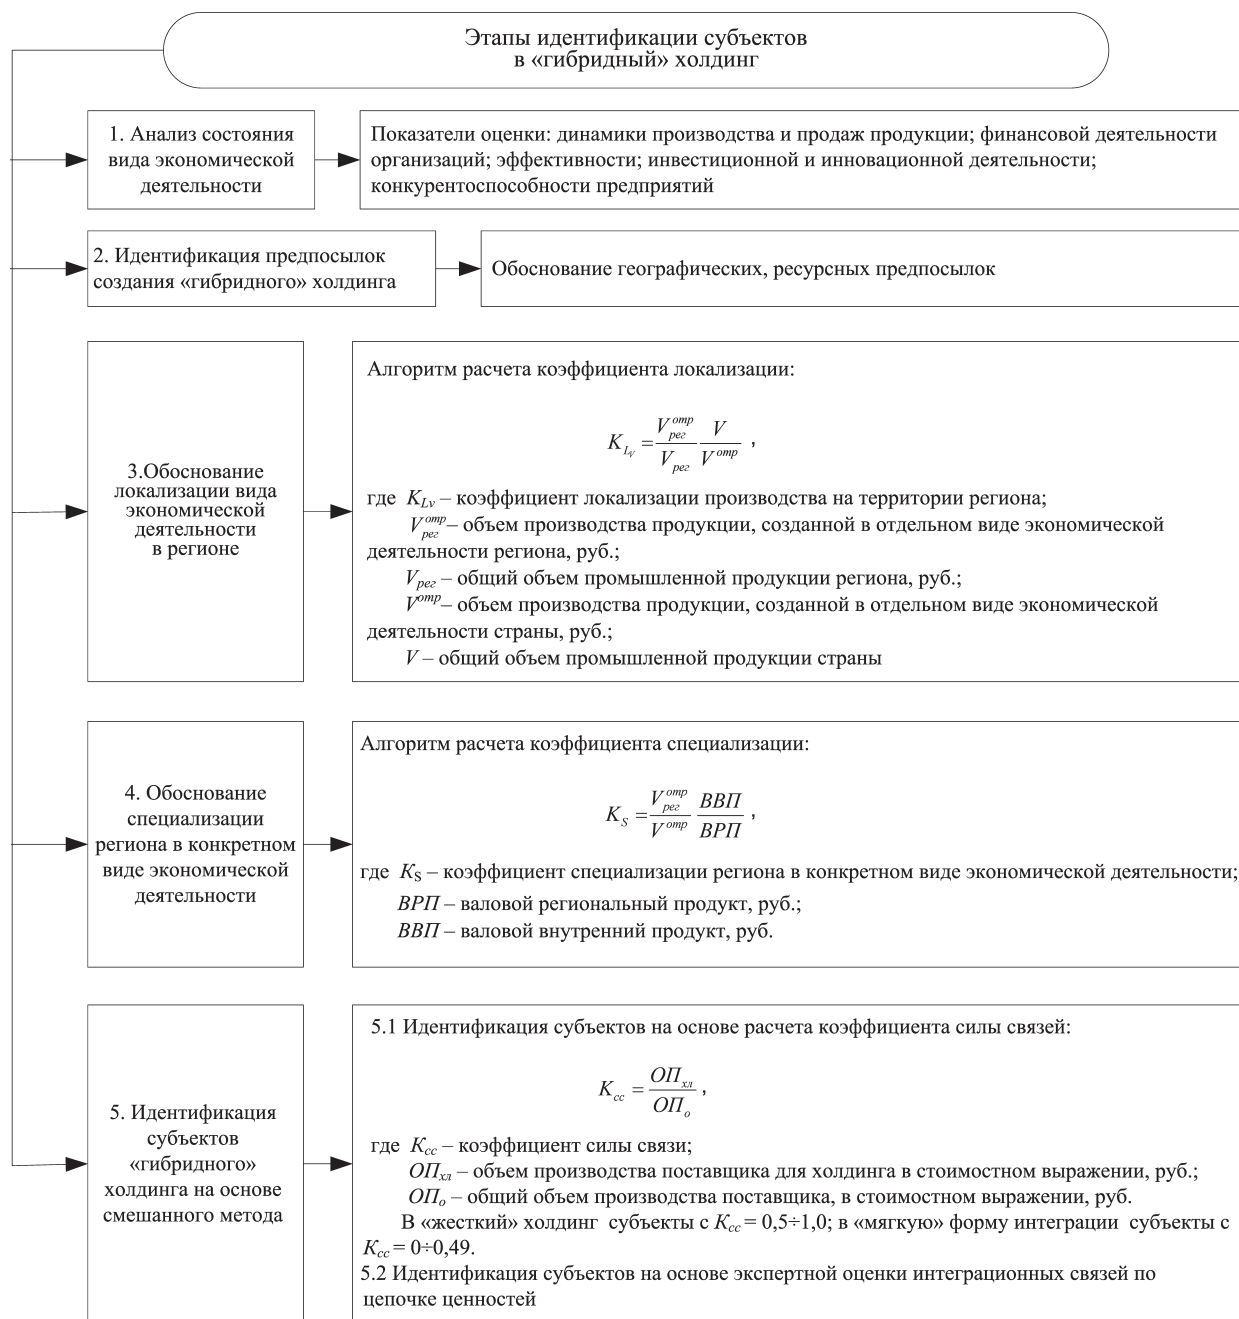 Этапы идентификации субъектов
в «гибридный» холдинг
1. Анализ состояния
вида экономической
деятельности
Показатели оценки: динамики производства и продаж продукции; финансовой деятельности
организаций; эффективности; инвестиционной и инновационной деятельности;
конкурентоспособности предприятий
2. Идентификация предпосылок
создания «гибридного» холдинга
Обоснование географических, ресурсных предпосылок
3.Обоснование
локализации вида
экономической
деятельности
в регионе
Алгоритм расчета коэффициента локализации:
K_{L_V} = \frac{V_{рег}^{отр}}{V_{рег}} \frac{V}{V^{отр}} ,
где K_{Lv} – коэффициент локализации производства на территории региона;
V_{рег}^{отр} – объем производства продукции, созданной в отдельном виде экономической
деятельности региона, руб.;
V_{рег} – общий объем промышленной продукции региона, руб.;
V^{отр} – объем производства продукции, созданной в отдельном виде экономической
деятельности страны, руб.;
V – общий объем промышленной продукции страны
4. Обоснование
специализации
региона в конкретном
виде экономической
деятельности
Алгоритм расчета коэффициента специализации:
K_S = \frac{V_{рег}^{отр}}{V^{отр}} \frac{ВВП}{ВРП} ,
где K_S – коэффициент специализации региона в конкретном виде экономической деятельности;
ВРП – валовой региональный продукт, руб.;
ВВП – валовой внутренний продукт, руб.
5. Идентификация
субъектов
«гибридного»
холдинга на основе
смешанного метода
5.1 Идентификация субъектов на основе расчета коэффициента силы связей:
K_{cc} = \frac{ОП_{хл}}{ОП_о} ,
где K_{cc} – коэффициент силы связи;
ОП_{хл} – объем производства поставщика для холдинга в стоимостном выражении, руб.;
ОП_о – общий объем производства поставщика, в стоимостном выражении, руб.
В «жесткий» холдинг субъекты с K_{cc} = 0,5÷1,0; в «мягкую» форму интеграции субъекты с
K_{cc} = 0÷0,49.
5.2 Идентификация субъектов на основе экспертной оценки интеграционных связей по
цепочке ценностей